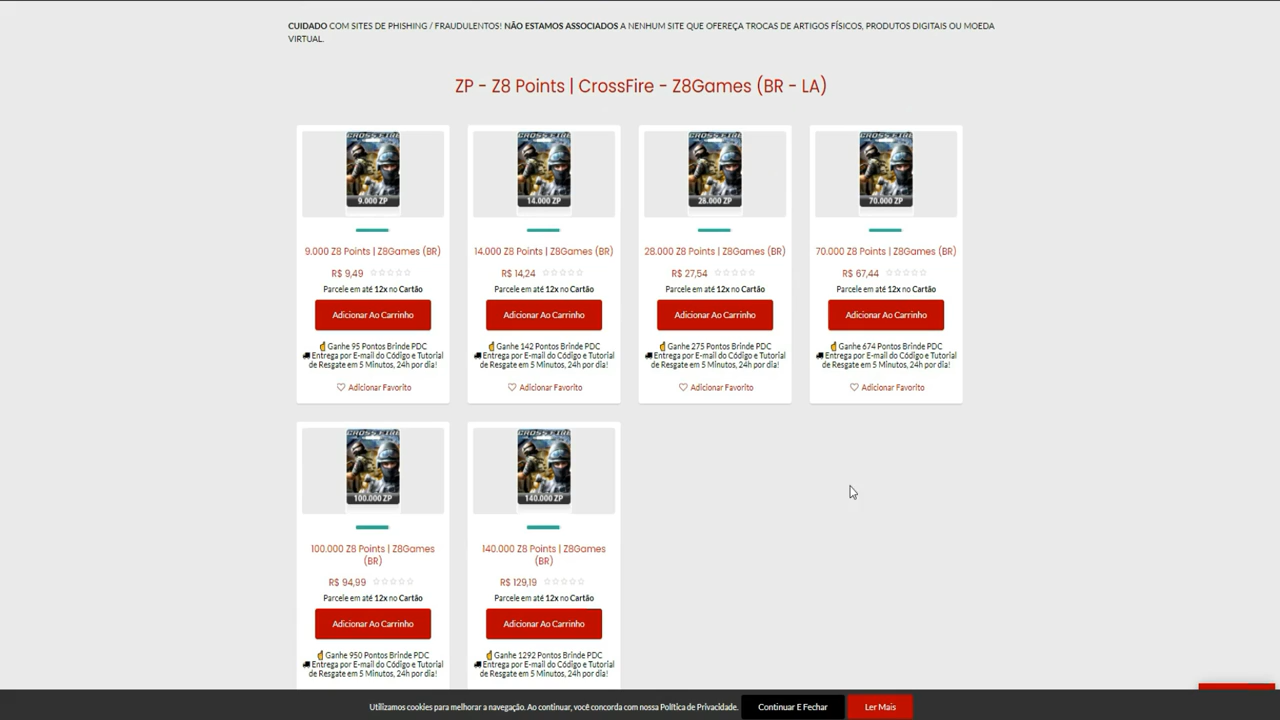 CUIDADO COM SITES DE PHISHING / FRAUDULENTOS! NÃO ESTAMOS ASSOCIADOS A NENHUM SITE QUE OFEREÇA TROCAS DE ARTIGOS FÍSICOS, PRODUTOS DIGITAIS OU MOEDA
VIRTUAL.
ZP - Z8 Points | CrossFire - Z8Games (BR - LA)
CROSSFIRE
9.000 ZP
9.000 Z8 Points | Z8Games (BR)
R$ 9,49
Parcele em até 12x no Cartão
Adicionar Ao Carrinho
Ganhe 95 Pontos Brinde PDC
Entrega por E-mail do Código e Tutorial
de Resgate em 5 Minutos, 24h por dia!
Adicionar Favorito
CROSSFIRE
14.000 ZP
14.000 Z8 Points | Z8Games (BR)
R$ 14,24
Parcele em até 12x no Cartão
Adicionar Ao Carrinho
Ganhe 142 Pontos Brinde PDC
Entrega por E-mail do Código e Tutorial
de Resgate em 5 Minutos, 24h por dia!
Adicionar Favorito
CROSSFIRE
28.000 ZP
28.000 Z8 Points | Z8Games (BR)
R$ 27,54
Parcele em até 12x no Cartão
Adicionar Ao Carrinho
Ganhe 275 Pontos Brinde PDC
Entrega por E-mail do Código e Tutorial
de Resgate em 5 Minutos, 24h por dia!
Adicionar Favorito
CROSSFIRE
70.000 ZP
70.000 Z8 Points | Z8Games (BR)
R$ 67,44
Parcele em até 12x no Cartão
Adicionar Ao Carrinho
Ganhe 674 Pontos Brinde PDC
Entrega por E-mail do Código e Tutorial
de Resgate em 5 Minutos, 24h por dia!
Adicionar Favorito
CROSSFIRE
100.000 ZP
100.000 Z8 Points | Z8Games
(BR)
R$ 94,99
Parcele em até 12x no Cartão
Adicionar Ao Carrinho
Ganhe 950 Pontos Brinde PDC
Entrega por E-mail do Código e Tutorial
de Resgate em 5 Minutos, 24h por dia!
CROSSFIRE
140.000 ZP
140.000 Z8 Points | Z8Games
(BR)
R$ 129,19
Parcele em até 12x no Cartão
Adicionar Ao Carrinho
Ganhe 1292 Pontos Brinde PDC
Entrega por E-mail do Código e Tutorial
de Resgate em 5 Minutos, 24h por dia!
Utilizamos cookies para melhorar a navegação. Ao continuar, você concorda com nossa Política de Privacidade.
Continuar E Fechar
Ler Mais